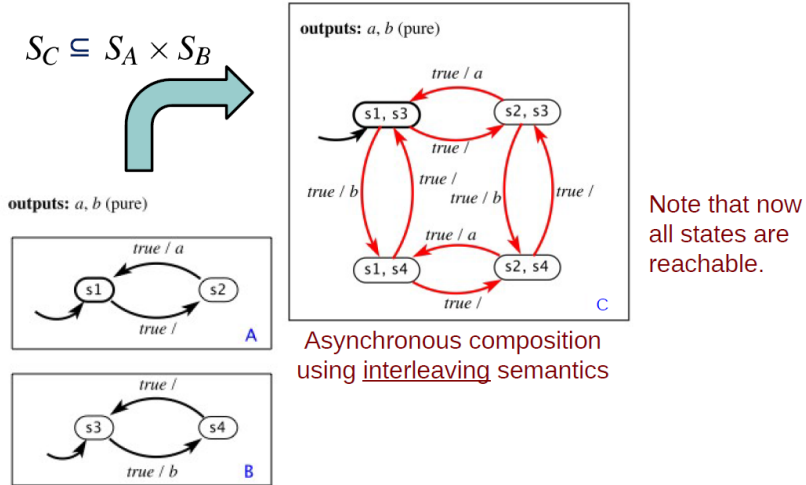 S_C ⊆ S_A × S_B
outputs: a, b (pure)
true / a
s1
s2
true /
A
true /
s3
s4
true / b
B
outputs: a, b (pure)
true / a
s1, s3
s2, s3
true /
true / b
true /
true / b
true /
true / a
s1, s4
s2, s4
true /
C
Asynchronous composition
using interleaving semantics
Note that now
all states are
reachable.